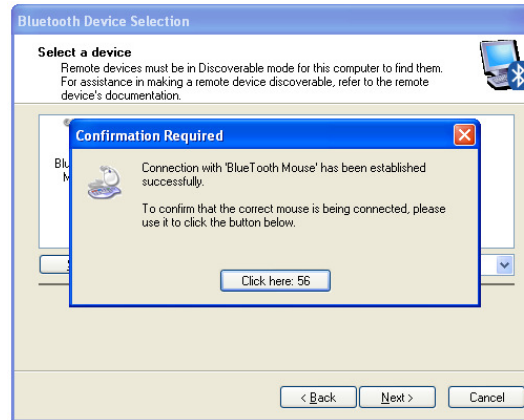 Bluetooth Device Selection
Select a device
Remote devices must be in Discoverable mode for this computer to find them.
For assistance in making a remote device discoverable, refer to the remote
device's documentation.
Confirmation Required
Connection with 'BlueTooth Mouse' has been established
successfully.
To confirm that the correct mouse is being connected, please
use it to click the button below.
Click here: 56
< Back
Next >
Cancel